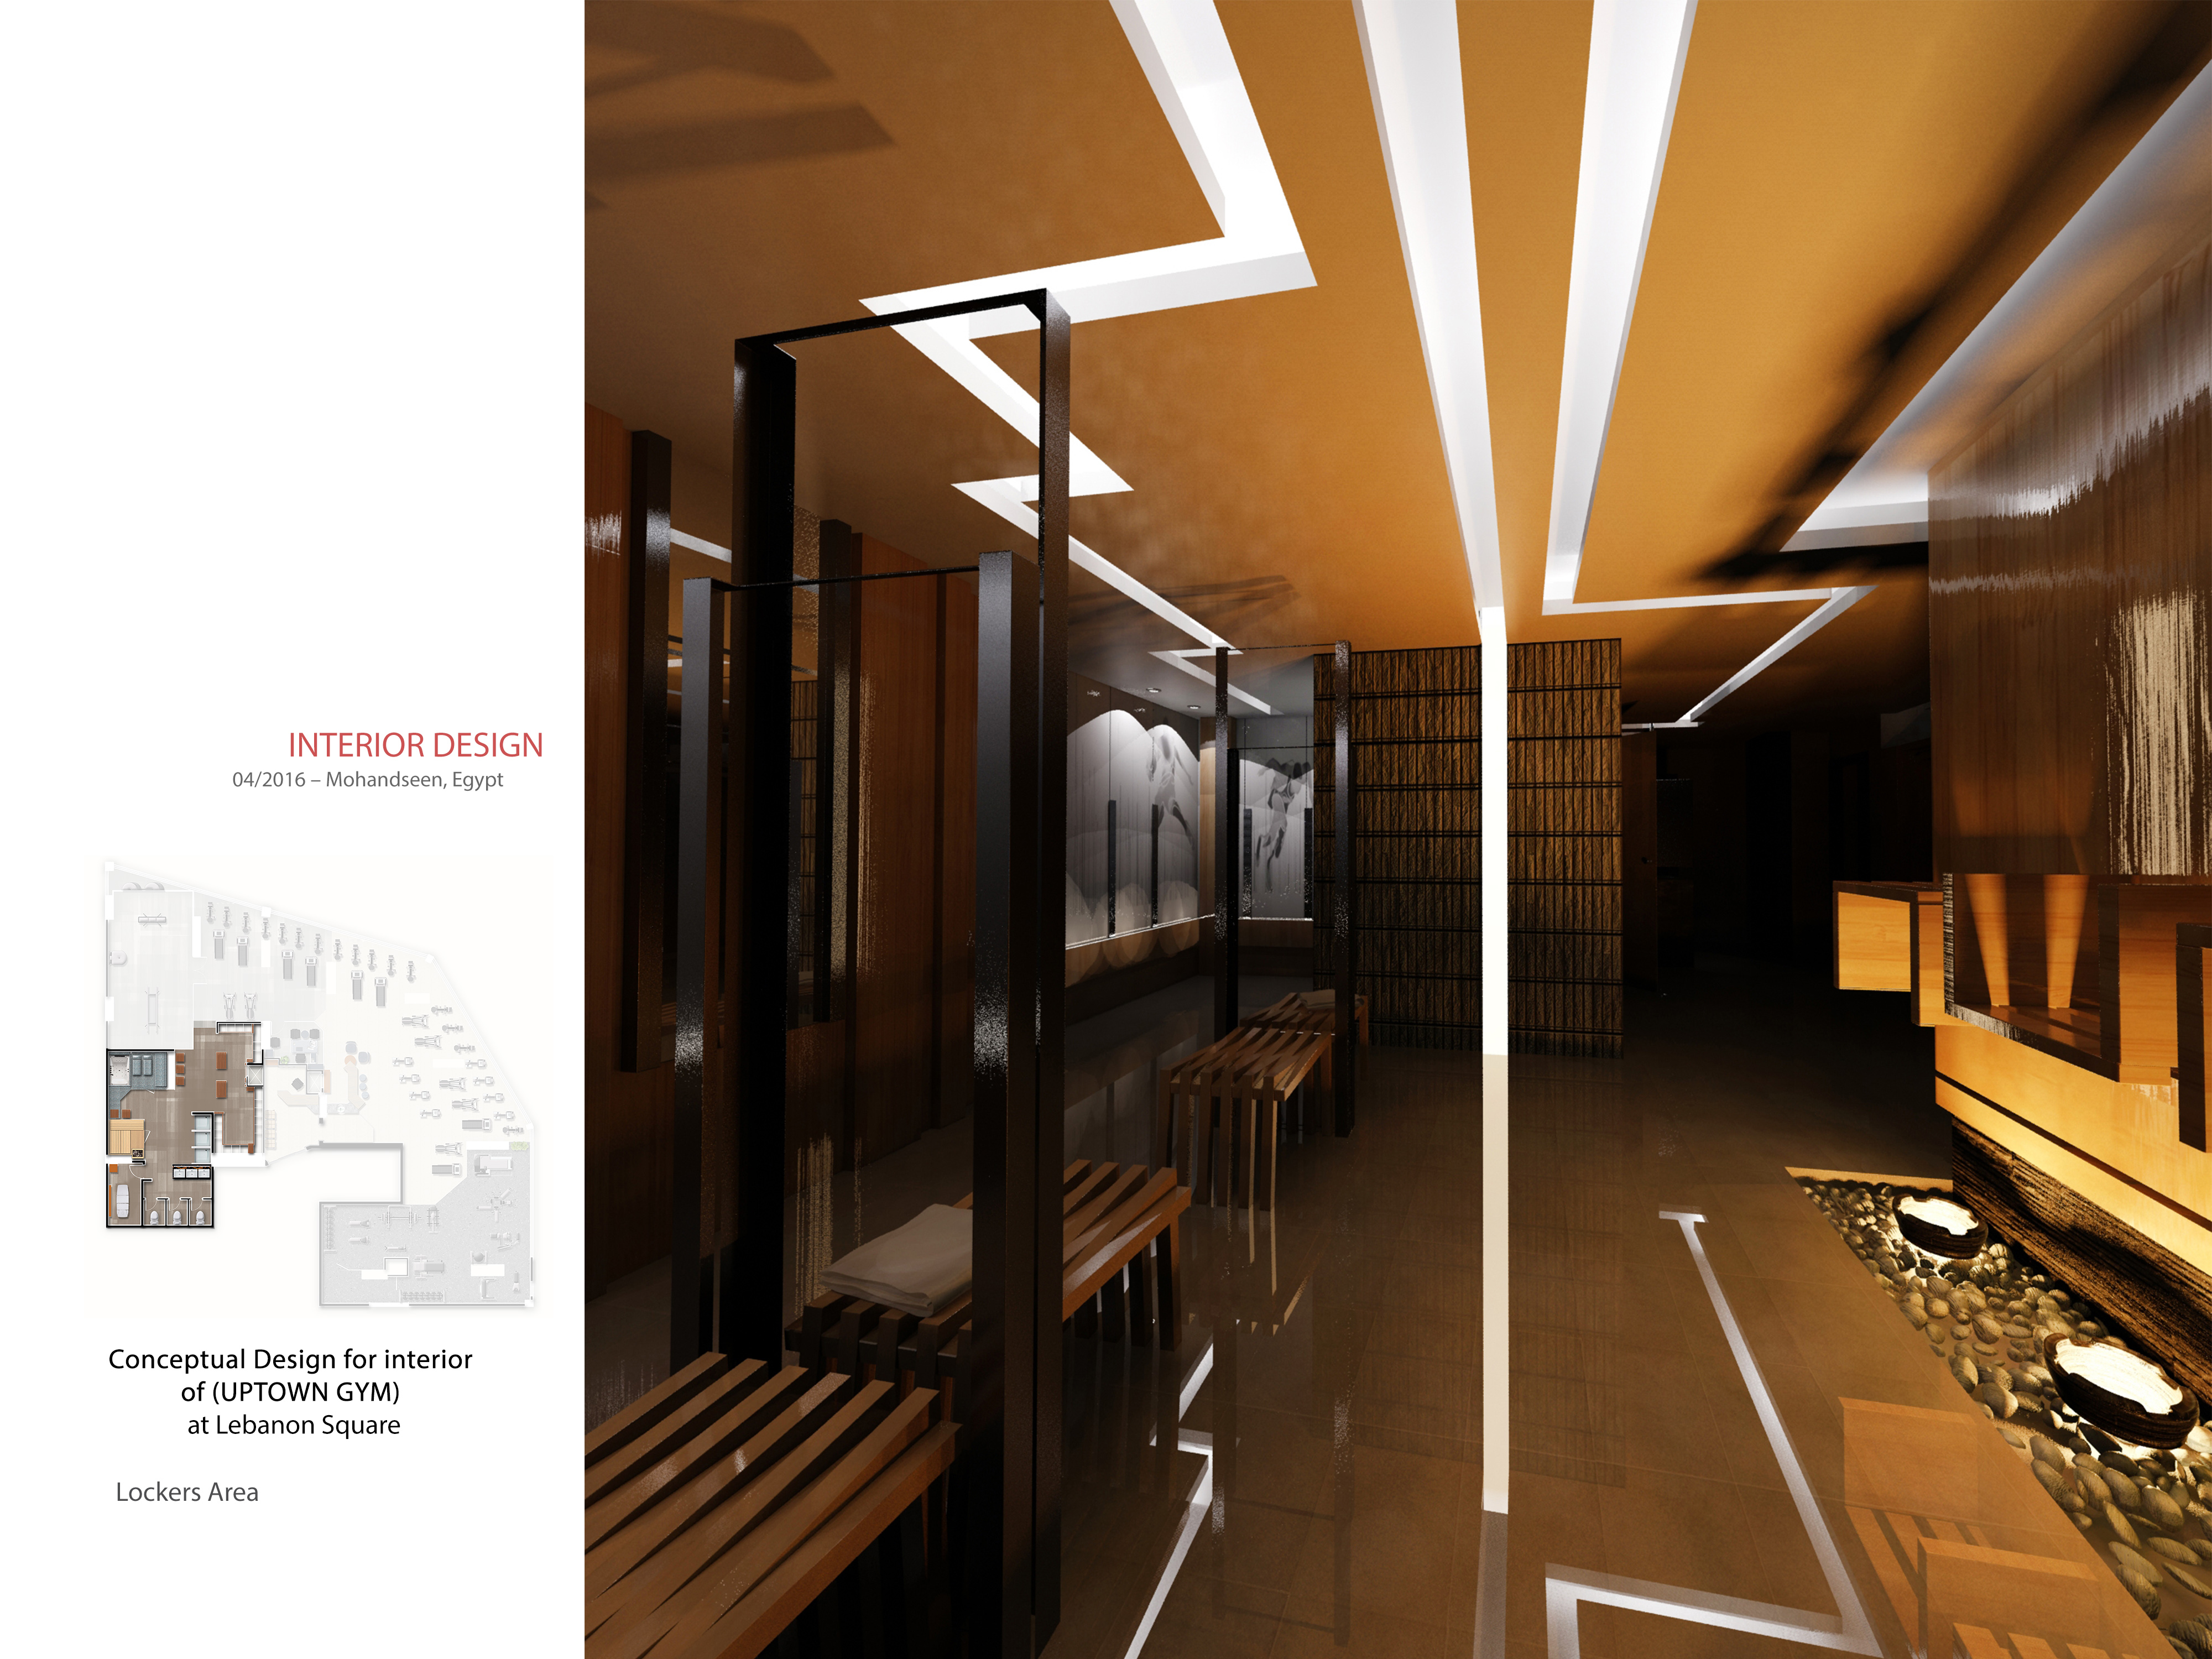 INTERIOR DESIGN
04/2016 – Mohandseen, Egypt
Conceptual Design for interior
of (UPTOWN GYM)
at Lebanon Square
Lockers Area